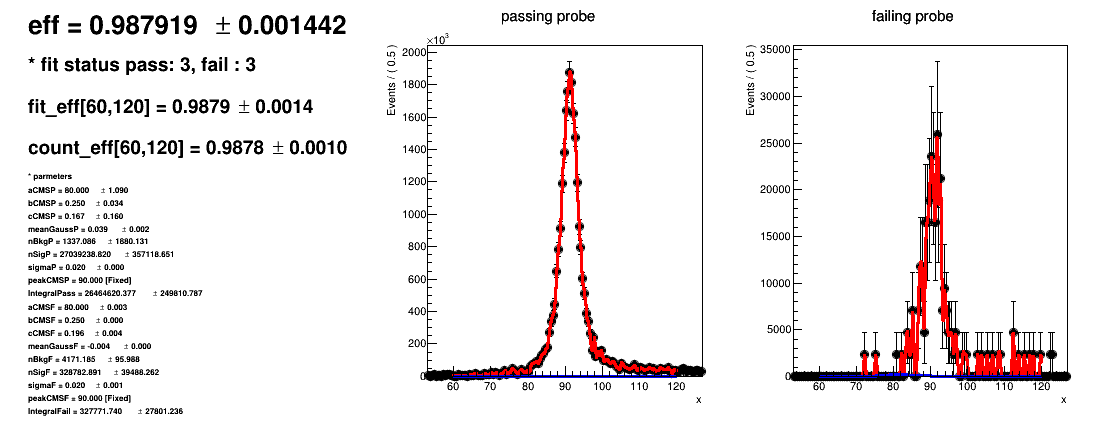 eff = 0.987919 ± 0.001442
* fit status pass: 3, fail : 3
fit_eff[60,120] = 0.9879 ± 0.0014
count_eff[60,120] = 0.9878 ± 0.0010
* parmeters
aCMSP = 80.000 ± 1.090
bCMSP = 0.250 ± 0.034
cCMSP = 0.167 ± 0.160
meanGaussP = 0.039 ± 0.002
nBkgP = 1337.086 ± 1880.131
nSigP = 27039238.820 ± 357118.651
sigmaP = 0.020 ± 0.000
peakCMSP = 90.000 [Fixed]
IntegralPass = 26464620.377 ± 249810.787
aCMSF = 80.000 ± 0.003
bCMSF = 0.250 ± 0.000
cCMSF = 0.196 ± 0.004
meanGaussF = -0.004 ± 0.000
nBkgF = 4171.185 ± 95.988
nSigF = 328782.891 ± 39488.262
sigmaF = 0.020 ± 0.001
peakCMSF = 90.000 [Fixed]
IntegralFail = 327771.740 ± 27801.236
passing probe
×10³
Events / ( 0.5 )
2000
1800
1600
1400
1200
1000
800
600
400
200
0
60 70 80 90 100 110 120
x
failing probe
Events / ( 0.5 )
35000
30000
25000
20000
15000
10000
5000
0
60 70 80 90 100 110 120
x